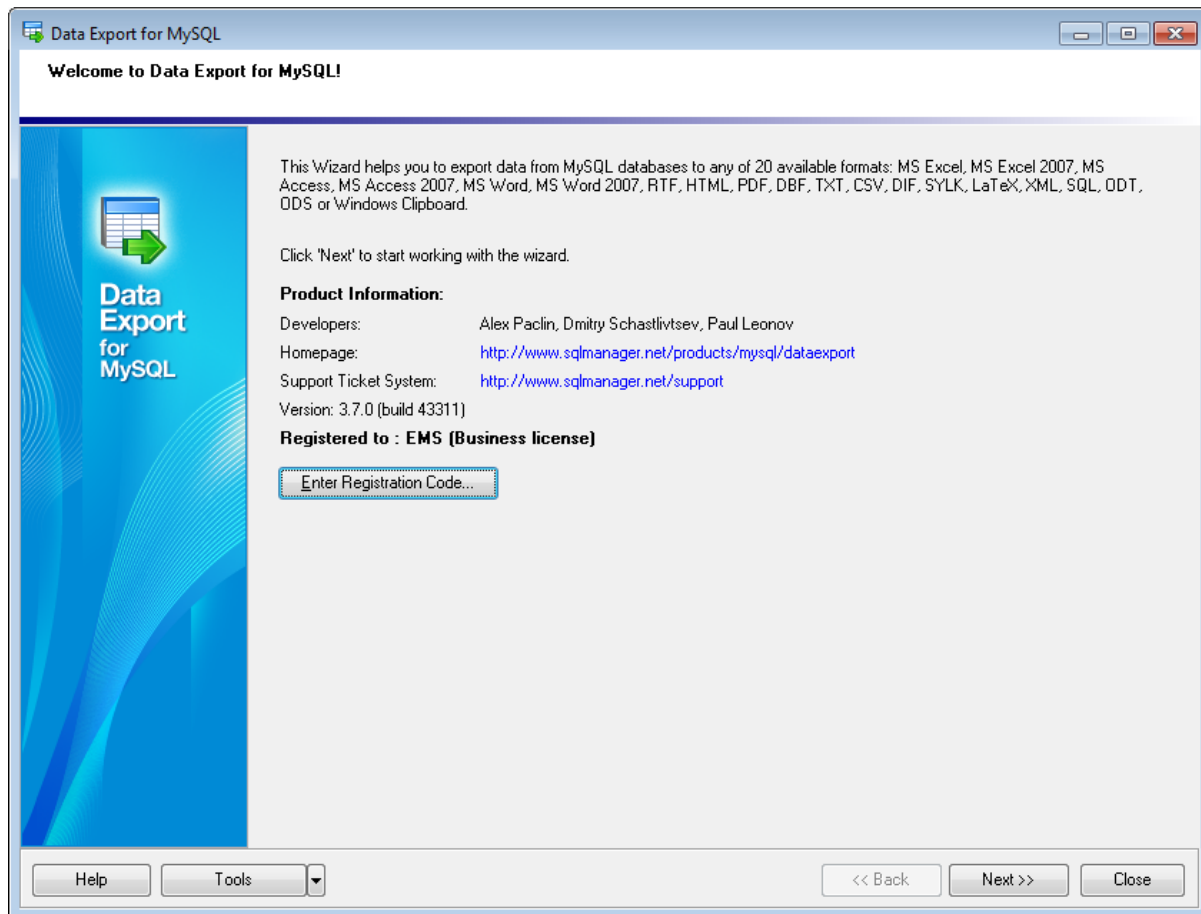 Data Export for MySQL
Welcome to Data Export for MySQL!
This Wizard helps you to export data from MySQL databases to any of 20 available formats: MS Excel, MS Excel 2007, MS
Access, MS Access 2007, MS Word, MS Word 2007, RTF, HTML, PDF, DBF, TXT, CSV, DIF, SYLK, LaTeX, XML, SQL, ODT,
ODS or Windows Clipboard.
Click 'Next' to start working with the wizard.
Data
Export
for
MySQL
Product Information:
Developers: Alex Paclin, Dmitry Schastlivtsev, Paul Leonov
Homepage: http://www.sqlmanager.net/products/mysql/dataexport
Support Ticket System: http://www.sqlmanager.net/support
Version: 3.7.0 (build 43311)
Registered to : EMS (Business license)
Enter Registration Code...
Help Tools << Back Next >> Close